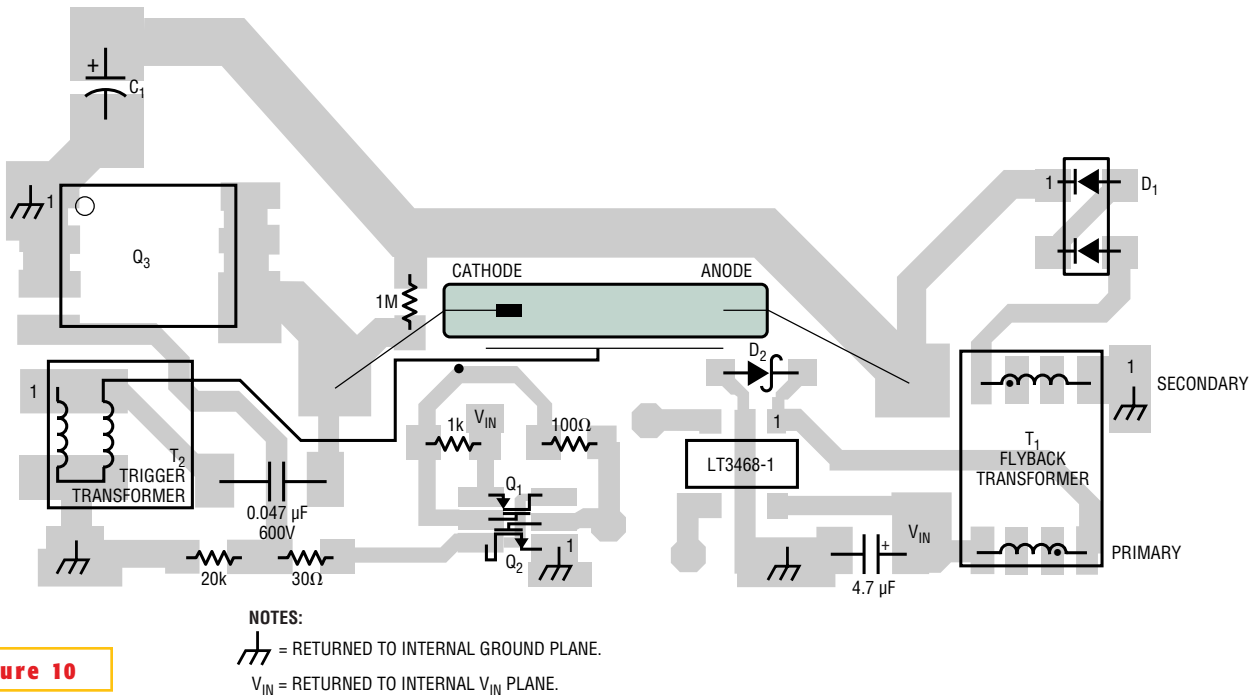 +
C1
1
Q3
1 D1
CATHODE ANODE
1M
D2
1
SECONDARY
1
T2
TRIGGER
TRANSFORMER
1k VIN 100Ω
1
LT3468-1
T1
FLYBACK
TRANSFORMER
Q1
0.047 µF
600V
VIN
+
Q2
1
PRIMARY
20k 30Ω
4.7 µF
NOTES:
= RETURNED TO INTERNAL GROUND PLANE.
VIN = RETURNED TO INTERNAL VIN PLANE.
ure 10